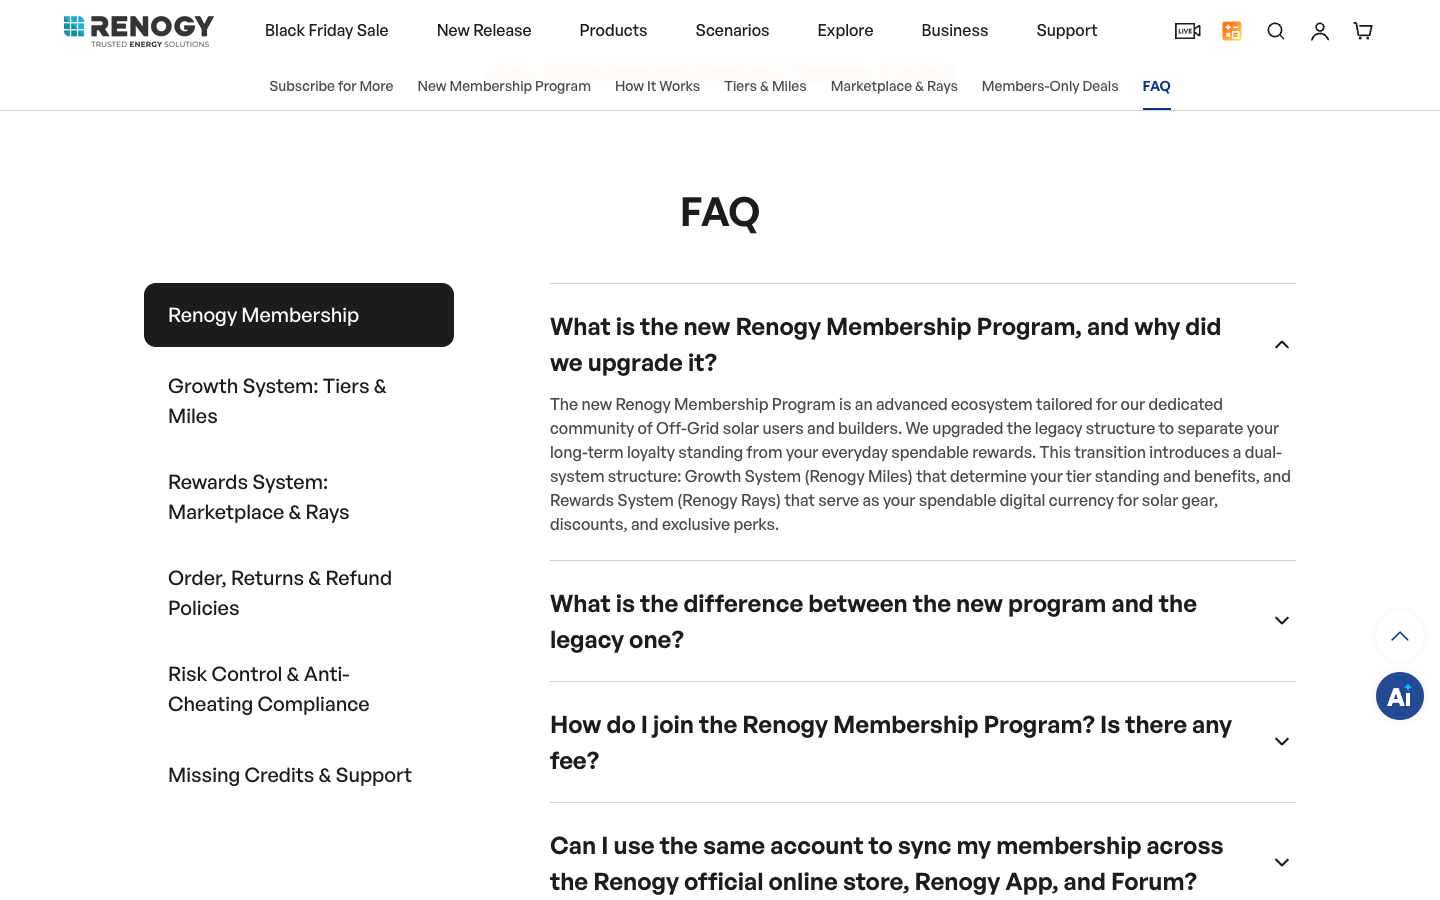 RENOGY
TRUSTED ENERGY SOLUTIONS
Black Friday Sale
New Release
Products
Scenarios
Explore
Business
Support
LIVE
Subscribe for More
New Membership Program
How It Works
Tiers & Miles
Marketplace & Rays
Members-Only Deals
FAQ
FAQ
Renogy Membership
Growth System: Tiers &
Miles
Rewards System:
Marketplace & Rays
Order, Returns & Refund
Policies
Risk Control & Anti-
Cheating Compliance
Missing Credits & Support
What is the new Renogy Membership Program, and why did
we upgrade it?
The new Renogy Membership Program is an advanced ecosystem tailored for our dedicated
community of Off-Grid solar users and builders. We upgraded the legacy structure to separate your
long-term loyalty standing from your everyday spendable rewards. This transition introduces a dual-
system structure: Growth System (Renogy Miles) that determine your tier standing and benefits, and
Rewards System (Renogy Rays) that serve as your spendable digital currency for solar gear,
discounts, and exclusive perks.
What is the difference between the new program and the
legacy one?
How do I join the Renogy Membership Program? Is there any
fee?
Can I use the same account to sync my membership across
the Renogy official online store, Renogy App, and Forum?
Ai